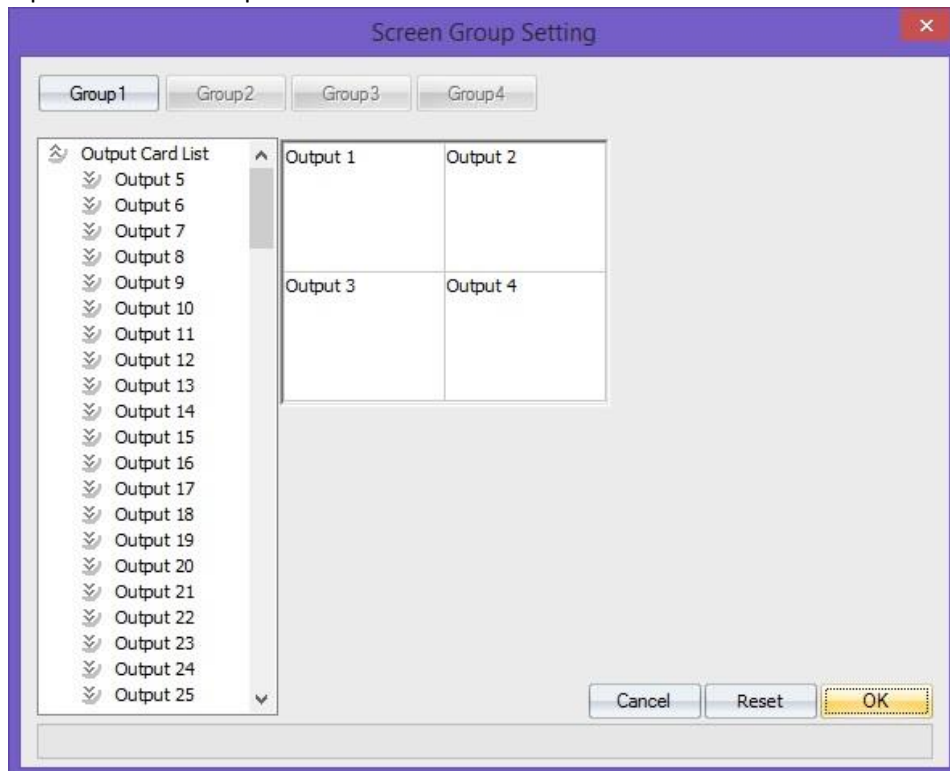 Screen Group Setting
Group1 Group2 Group3 Group4
Output Card List
Output 5
Output 6
Output 7
Output 8
Output 9
Output 10
Output 11
Output 12
Output 13
Output 14
Output 15
Output 16
Output 17
Output 18
Output 19
Output 20
Output 21
Output 22
Output 23
Output 24
Output 25
Output 1 Output 2
Output 3 Output 4
Cancel Reset OK